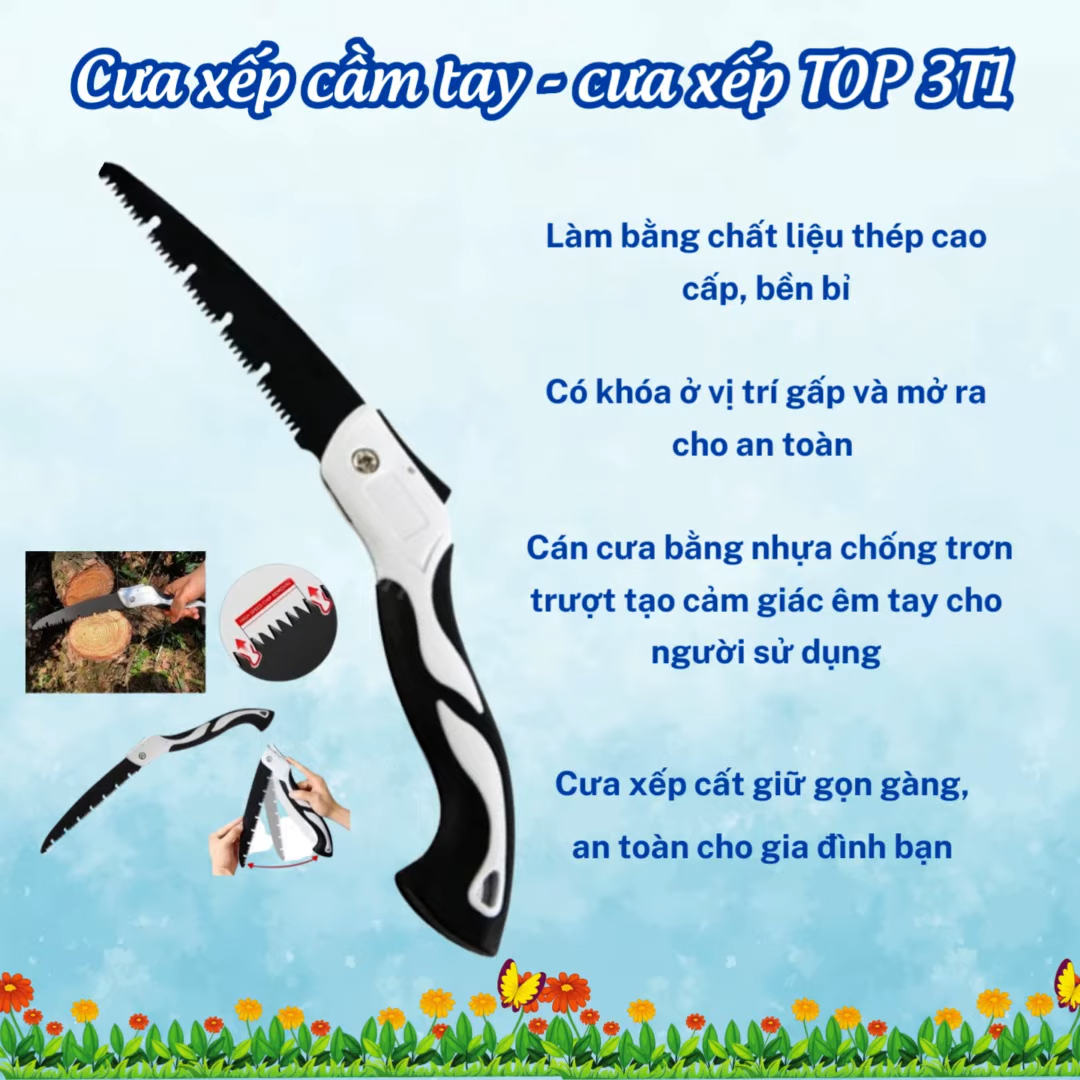 Cưa xếp cầm tay - cưa xếp TOP 3T1
Làm bằng chất liệu thép cao
cấp, bền bỉ
Có khóa ở vị trí gấp và mở ra
cho an toàn
Cán cưa bằng nhựa chống trơn
trượt tạo cảm giác êm tay cho
người sử dụng
Cưa xếp cất giữ gọn gàng,
an toàn cho gia đình bạn